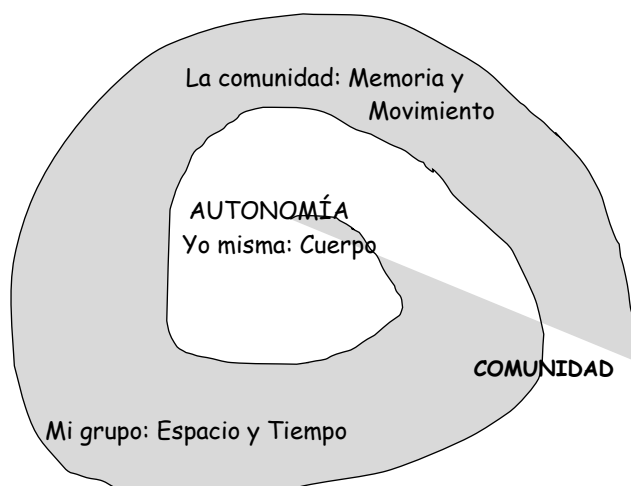 La comunidad: Memoria y
Movimiento
AUTONOMÍA
Yo misma: Cuerpo
COMUNIDAD
Mi grupo: Espacio y Tiempo